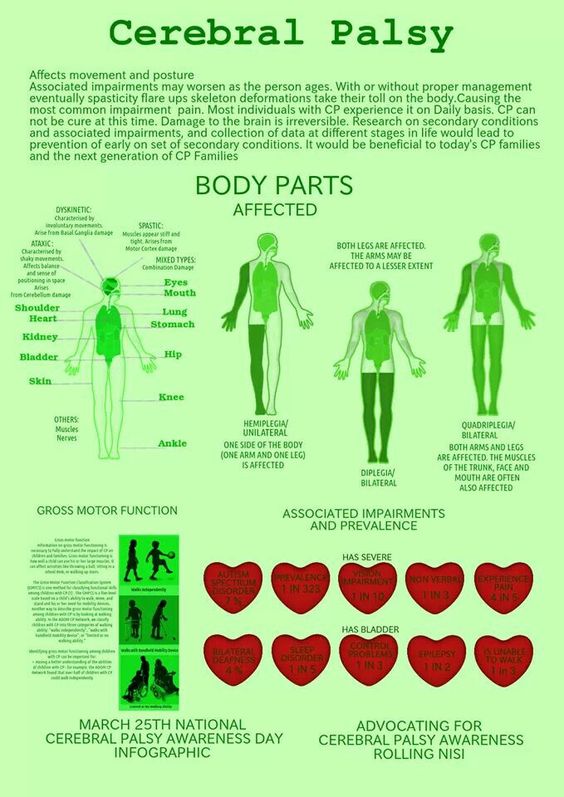 Cerebral Palsy
Affects movement and posture
Associated impairments may worsen as the person ages. With or without proper management
eventually spasticity flare ups skeleton deformations take their toll on the body.Causing the
most common impairment  pain. Most individuals with CP experience it on Daily basis. CP can
not be cure at this time. Damage to the brain is irreversible. Research on secondary conditions
and associated impairments, and collection of data at different stages in life would lead to
prevention of early on set of secondary conditions. It would be beneficial to today's CP families
and the next generation of CP Families
BODY PARTS
AFFECTED
DYSKINETIC:
Characterised by
involuntary movements.
Arise from Basal Ganglia damage
SPASTIC:
Muscles appear stiff and
tight. Arises from
Motor Cortex damage
ATAXIC:
Characterised by
shaky movements.
Affects balance
and sense of
positioning in space
Arises
from Cerebellum damage
MIXED TYPES:
Combination Damage
Eyes
Mouth
Shoulder
Heart
Lung
Stomach
Kidney
Bladder
Hip
Skin
Knee
Ankle
OTHERS:
Muscles
Nerves
HEMIPLEGIA/
UNILATERAL
ONE SIDE OF THE BODY
(ONE ARM AND ONE LEG)
IS AFFECTED
BOTH LEGS ARE AFFECTED.
THE ARMS MAY BE
AFFECTED TO A LESSER EXTENT
DIPLEGIA/
BILATERAL
QUADRIPLEGIA/
BILATERAL
BOTH ARMS AND LEGS
ARE AFFECTED. THE MUSCLES
OF THE TRUNK, FACE AND
MOUTH ARE OFTEN
ALSO AFFECTED
GROSS MOTOR FUNCTION
Gross motor function
Walks independently
Walks with handheld Mobility Device
Limited or no walking ability
ASSOCIATED IMPAIRMENTS
AND PREVALENCE
AUTISM
SPECTRUM
DISORDER
7 %
PREVALENCE
1 IN 323
HAS SEVERE
VISION
IMPAIRMENT
1 IN 10
NON VERBAL
1 IN 3
EXPERIENCE
PAIN
4 IN 5
BILATERAL
DEAFNESS
4 %
SLEEP
DISORDER
1 IN 5
HAS BLADDER
CONTROL
PROBLEMS
1 IN 3
EPILEPSY
1 IN 2
IS UNABLE
TO WALK
1 in 3
MARCH 25TH NATIONAL
CEREBRAL PALSY AWARENESS DAY
INFOGRAPHIC
ADVOCATING FOR
CEREBRAL PALSY AWARENESS
ROLLING NISI